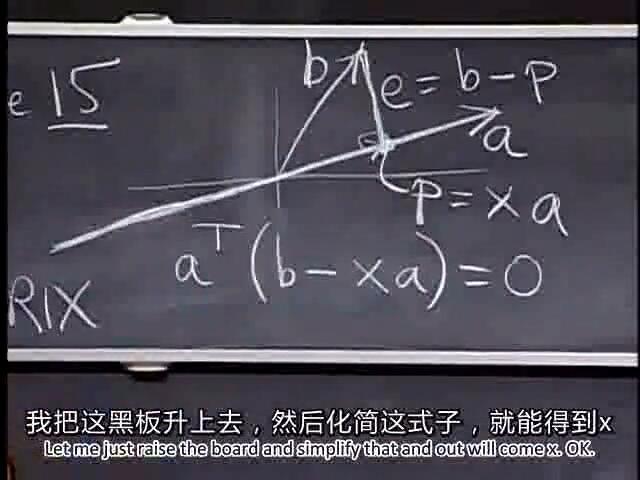 e 15
b
e = b - P
a
P = x a
a^T (b - x a) = 0
RIX
我把这黑板升上去，然后化简这式子，就能得到x
Let me just raise the board and simplify that and out will come x. OK.